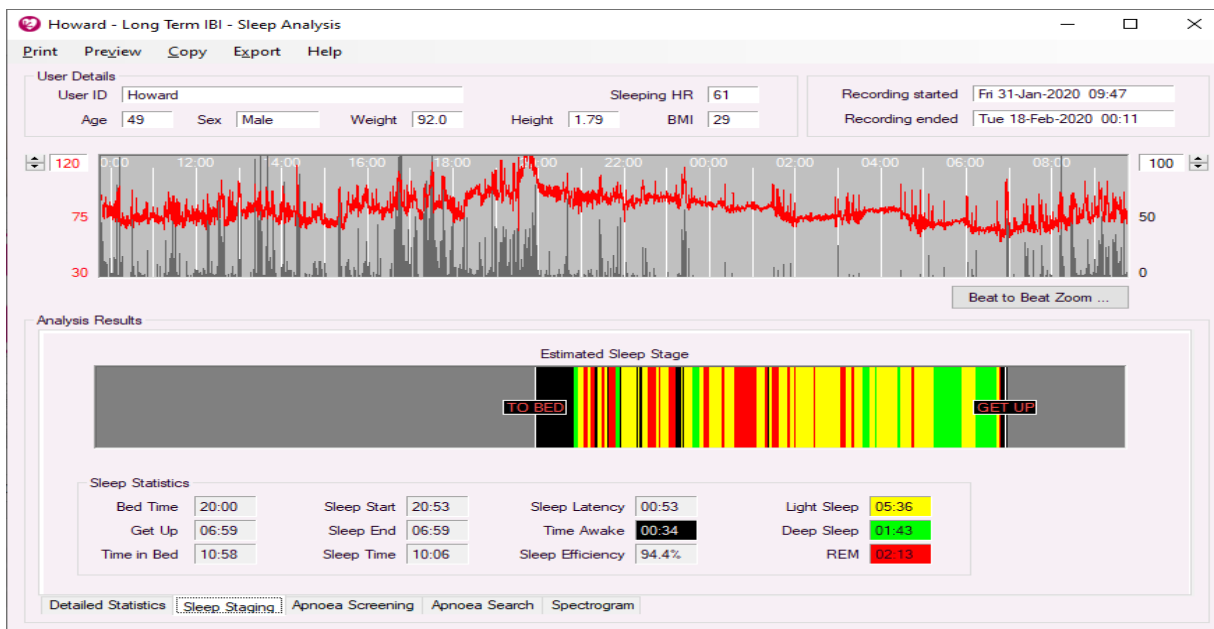 Howard - Long Term IBI - Sleep Analysis
Print Preview Copy Export Help
User Details
User ID Howard Sleeping HR 61
Age 49 Sex Male Weight 92.0 Height 1.79 BMI 29
Recording started Fri 31-Jan-2020 09:47
Recording ended Tue 18-Feb-2020 00:11
120 12:00 16:00 18:00 22:00 00:00 02:00 04:00 06:00 08:00 100
75 50
30 0
Beat to Beat Zoom ...
Analysis Results
Estimated Sleep Stage
TO BED GET UP
Sleep Statistics
Bed Time 20:00 Sleep Start 20:53 Sleep Latency 00:53 Light Sleep 05:36
Get Up 06:59 Sleep End 06:59 Time Awake 00:34 Deep Sleep 01:43
Time in Bed 10:58 Sleep Time 10:06 Sleep Efficiency 94.4% REM 02:13
Detailed Statistics Sleep Staging Apnoea Screening Apnoea Search Spectrogram